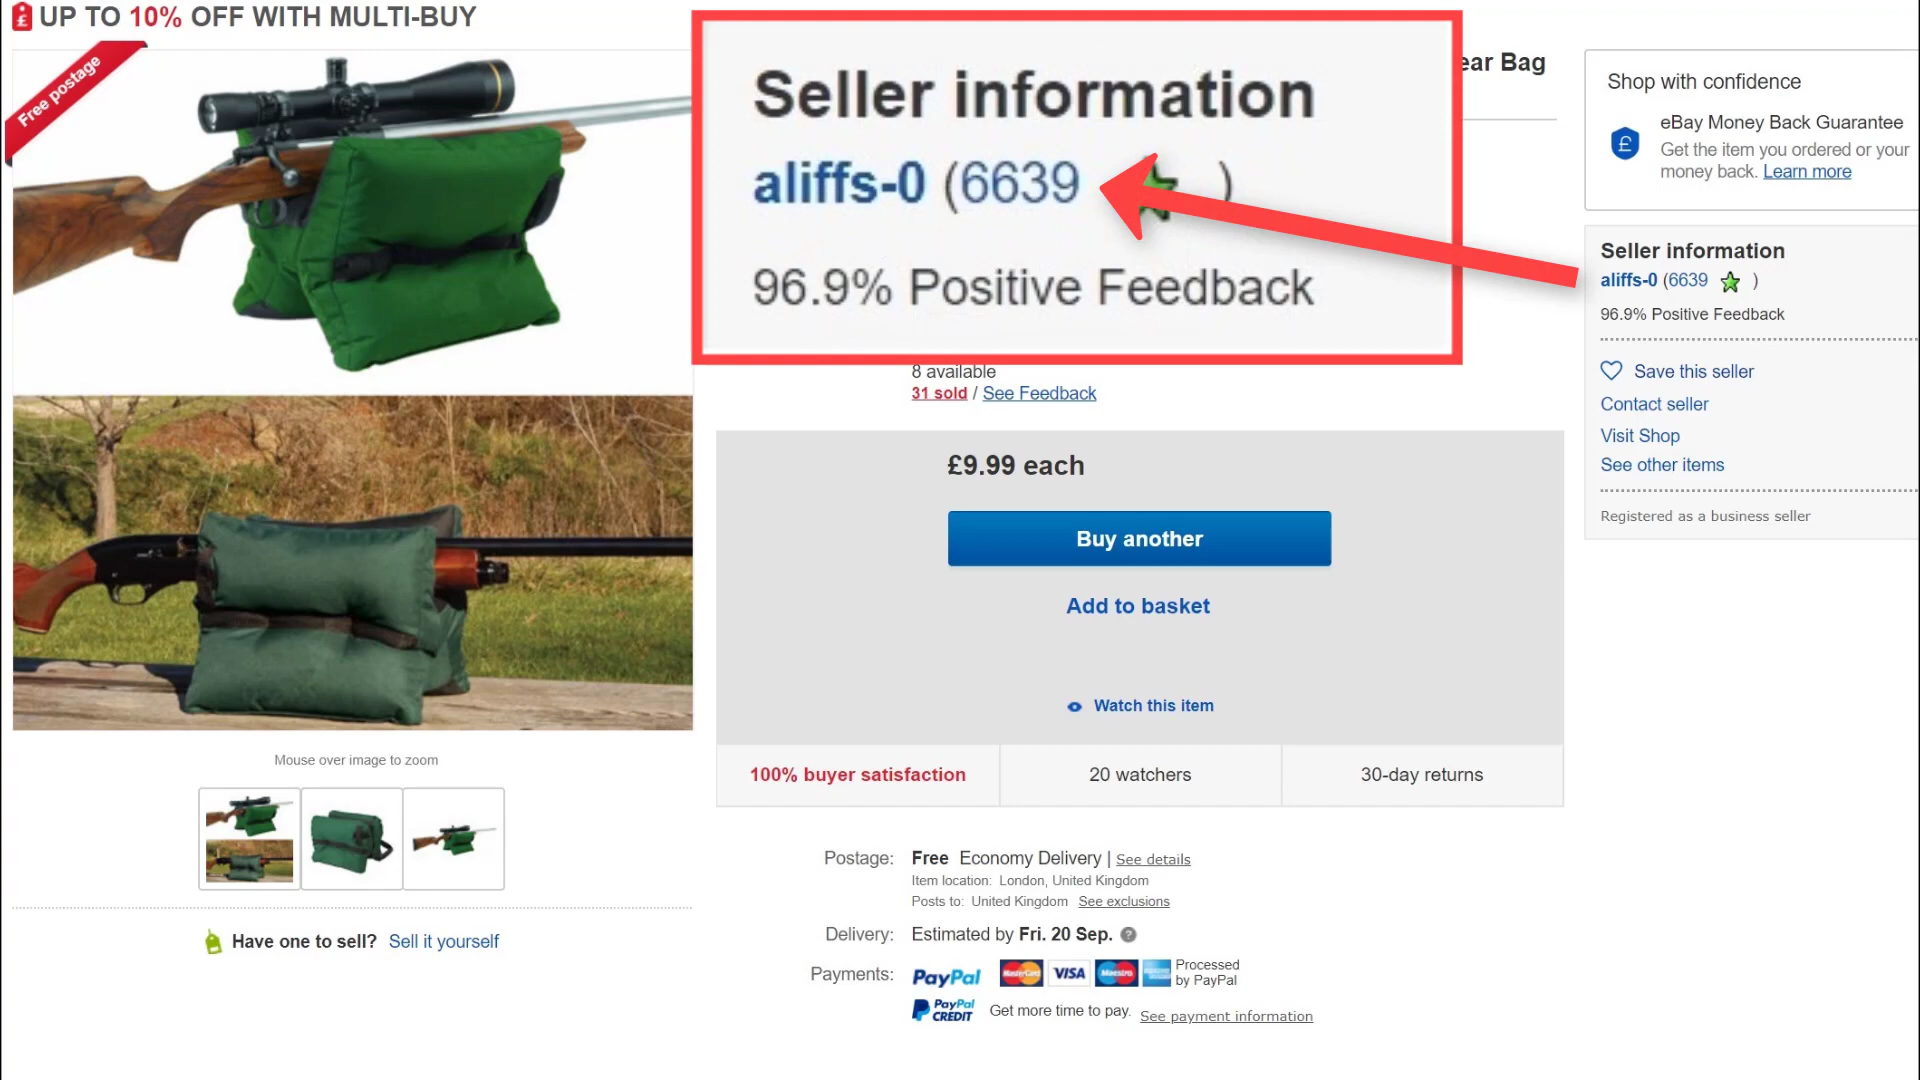 UP TO 10% OFF WITH MULTI-BUY
Free postage
ear Bag
Seller information
aliffs-0 (6639 )
96.9% Positive Feedback
8 available
31 sold / See Feedback
£9.99 each
Buy another
Add to basket
Watch this item
100% buyer satisfaction
20 watchers
30-day returns
Mouse over image to zoom
Have one to sell? Sell it yourself
Postage: Free Economy Delivery | See details
Item location: London, United Kingdom
Posts to: United Kingdom See exclusions
Delivery: Estimated by Fri. 20 Sep. ?
Payments: PayPal MasterCard VISA Maestro Processed
by PayPal
PayPal
CREDIT Get more time to pay. See payment information
Shop with confidence
£ eBay Money Back Guarantee
Get the item you ordered or your
money back. Learn more
Seller information
aliffs-0 (6639 )
96.9% Positive Feedback
Save this seller
Contact seller
Visit Shop
See other items
Registered as a business seller